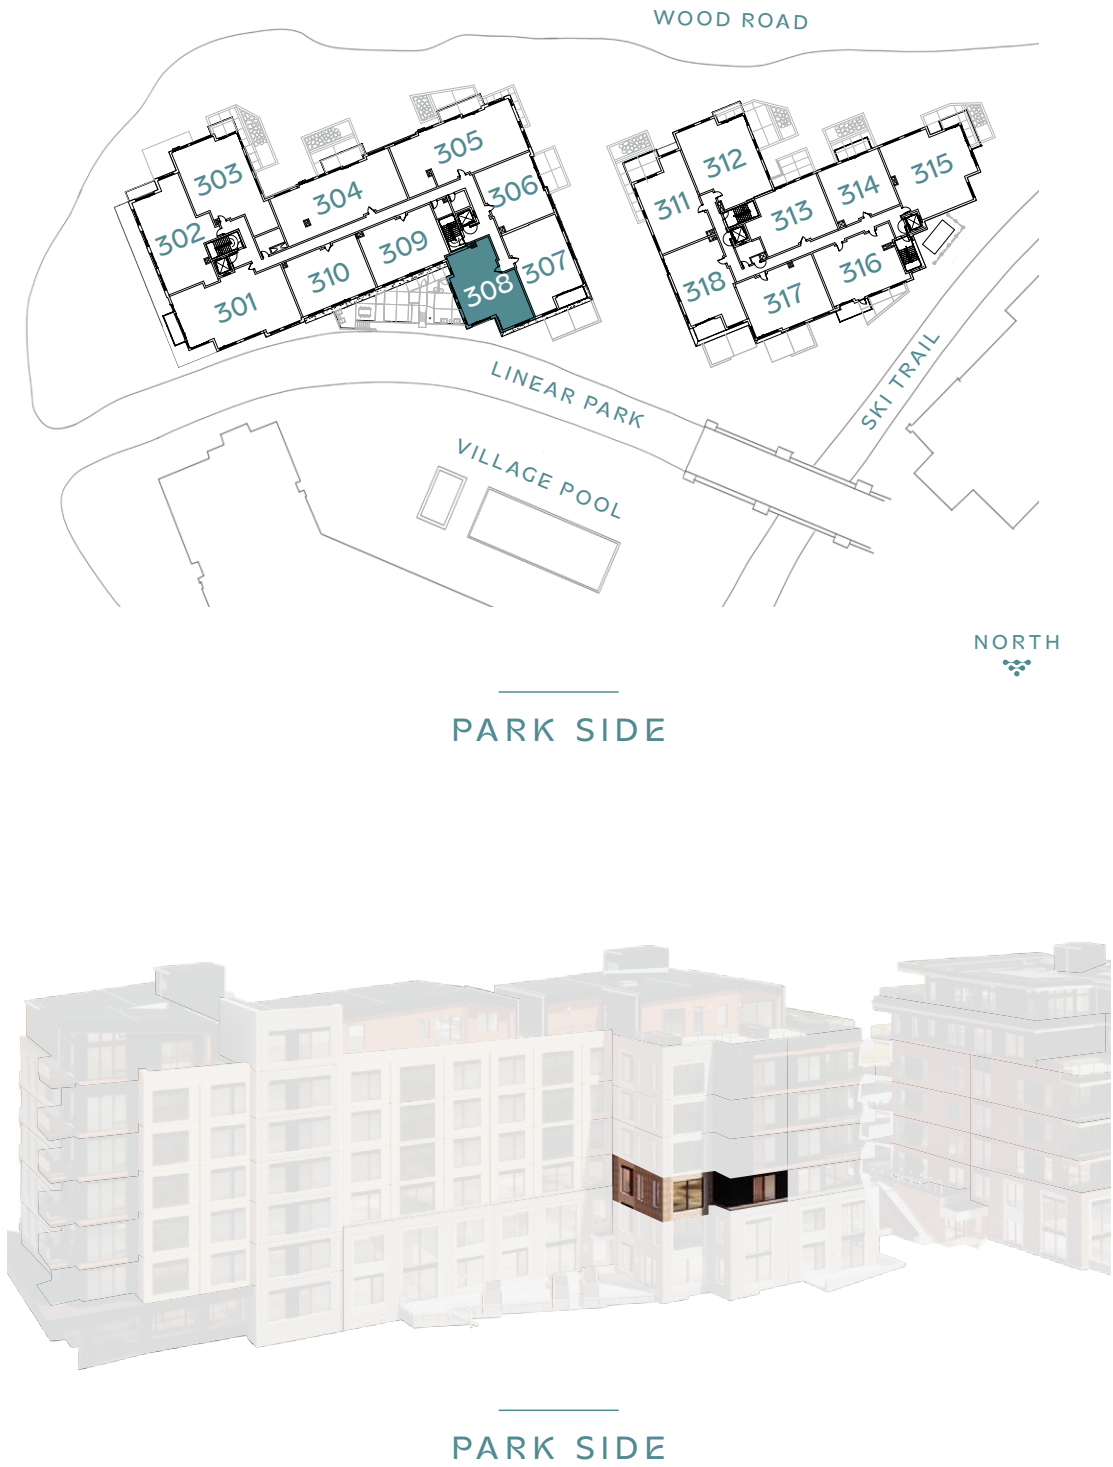 WOOD ROAD
305
303
312
315
304
306
314
311
313
302
309
316
310
307
308
318
317
301
SKI TRAIL
LINEAR PARK
VILLAGE POOL
NORTH
PARK SIDE
PARK SIDE